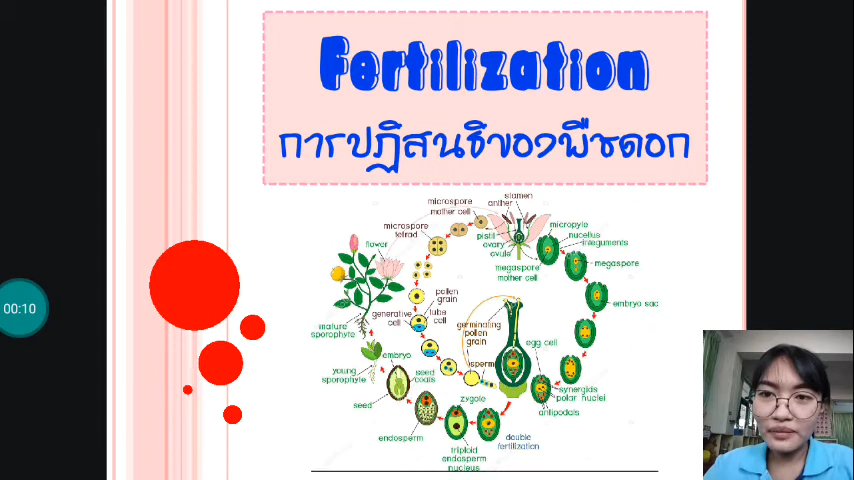 Fertilization
การปฏิสนธิของพืชดอก
stamen
anther
microspore
mother cell
microspore
tetrad
pistil
ovary
ovule
micropyle
nucellus
integuments
megaspore
megaspore
mother cell
embryo sac
flower
pollen
grain
generative
cell
tube
cell
germinating
pollen
grain
egg cell
sperm
mature
sporophyte
young
sporophyte
embryo
seed
coats
seed
endosperm
zygote
triploid
endosperm
nucleus
double
fertilization
synergids
polar nuclei
antipodals
00:10